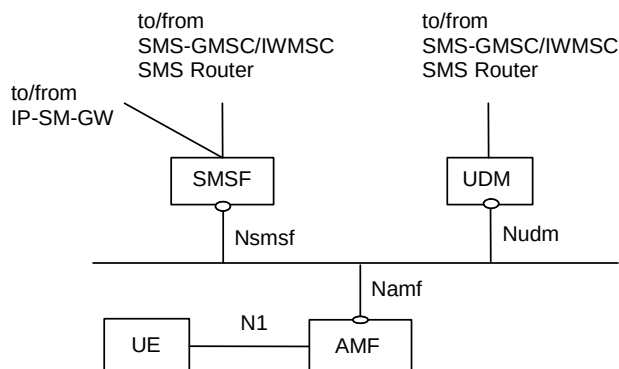 to/from
SMS-GMSC/IWMSC
SMS Router
to/from
SMS-GMSC/IWMSC
SMS Router
to/from
IP-SM-GW
SMSF
UDM
Nsmsf
Nudm
Namf
N1
UE
AMF